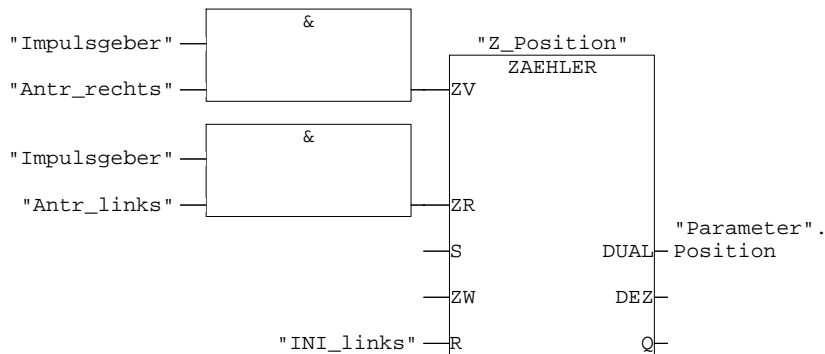 &
"Impulsgeber"
"Z_Position"
ZAEHLER
"Antr_rechts"
ZV
&
"Impulsgeber"
"Antr_links"
ZR
"Parameter".
S
DUAL
Position
ZW
DEZ
"INI_links"
R
Q